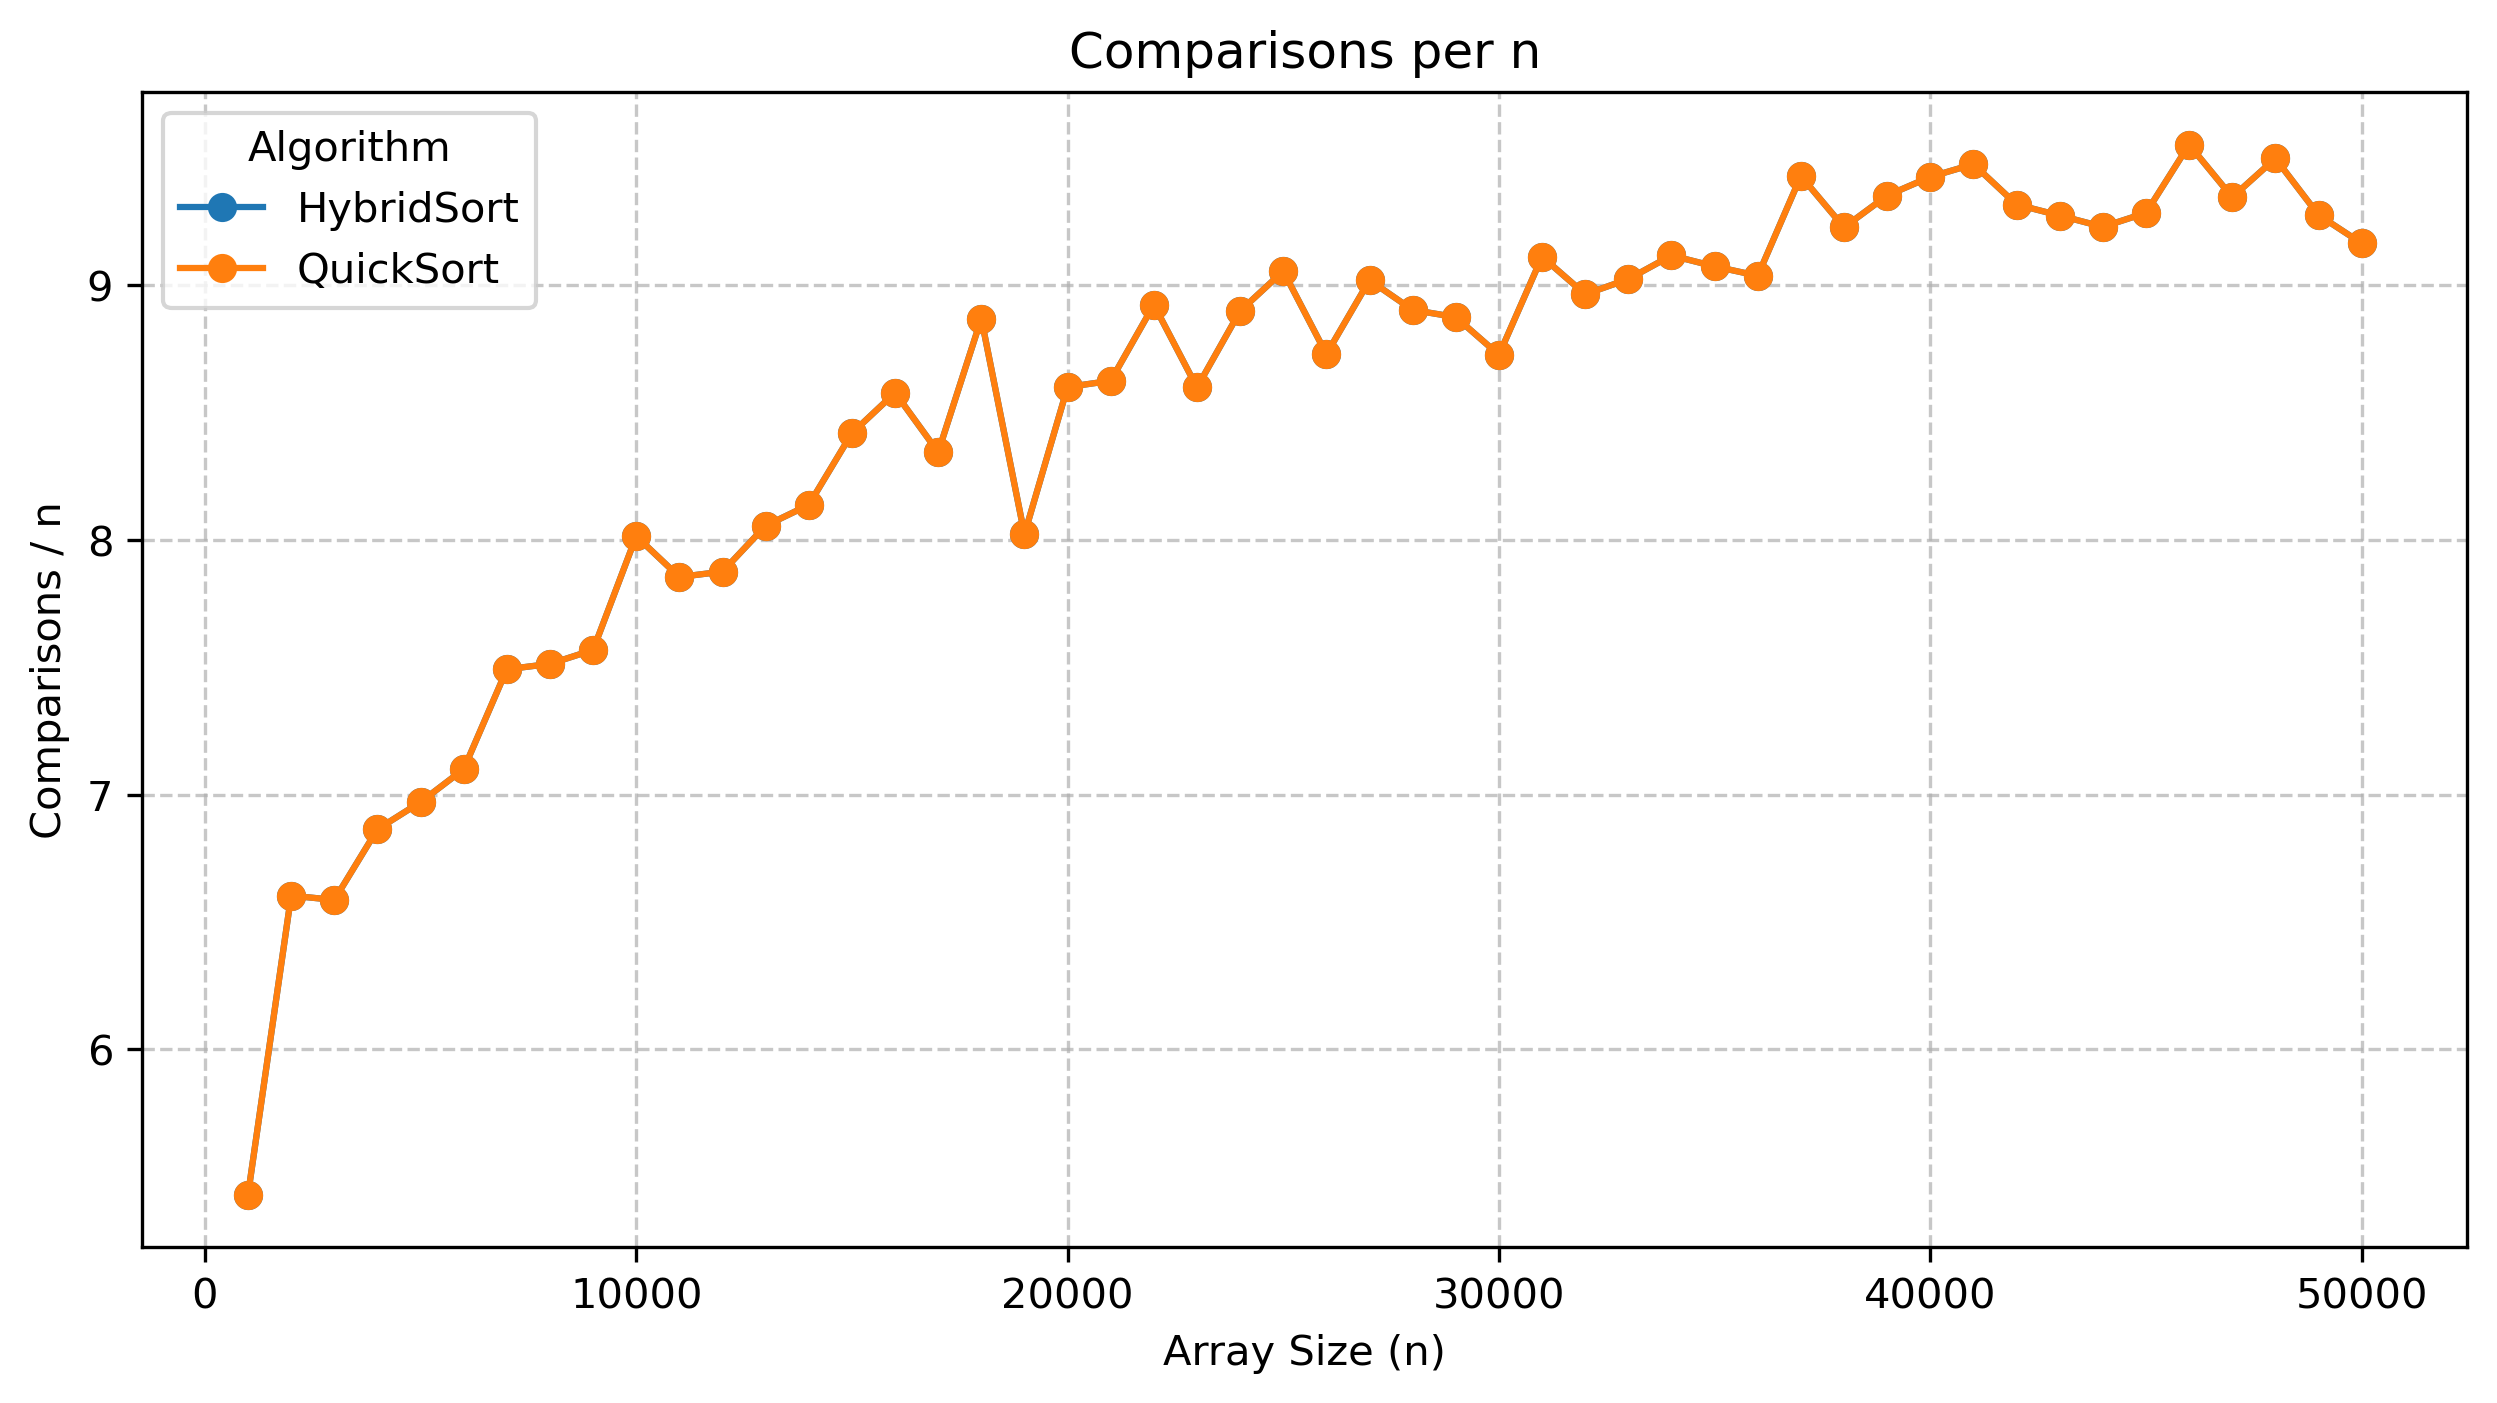 Comparisons per n
Algorithm
HybridSort
QuickSort
Comparisons / n
9
8
7
6
0 10000 20000 30000 40000 50000
Array Size (n)